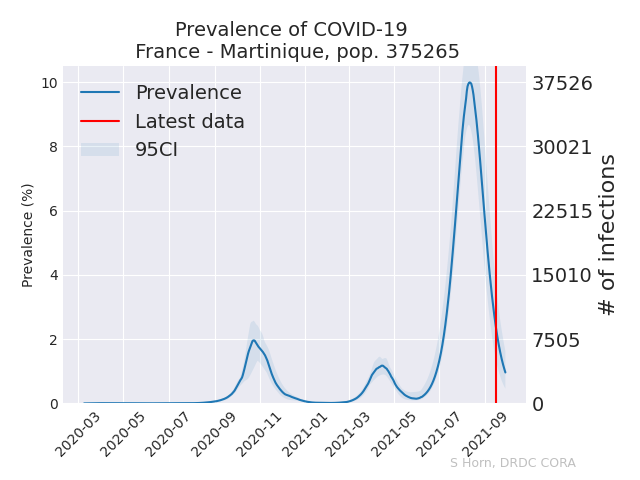 Prevalence of COVID-19
France - Martinique, pop. 375265
Prevalence
Latest data
95CI
Prevalence (%)
10
8
6
4
2
0
37526
30021
22515
15010
7505
0
# of infections
2020-03
2020-05
2020-07
2020-09
2020-11
2021-01
2021-03
2021-05
2021-07
2021-09
S Horn, DRDC CORA